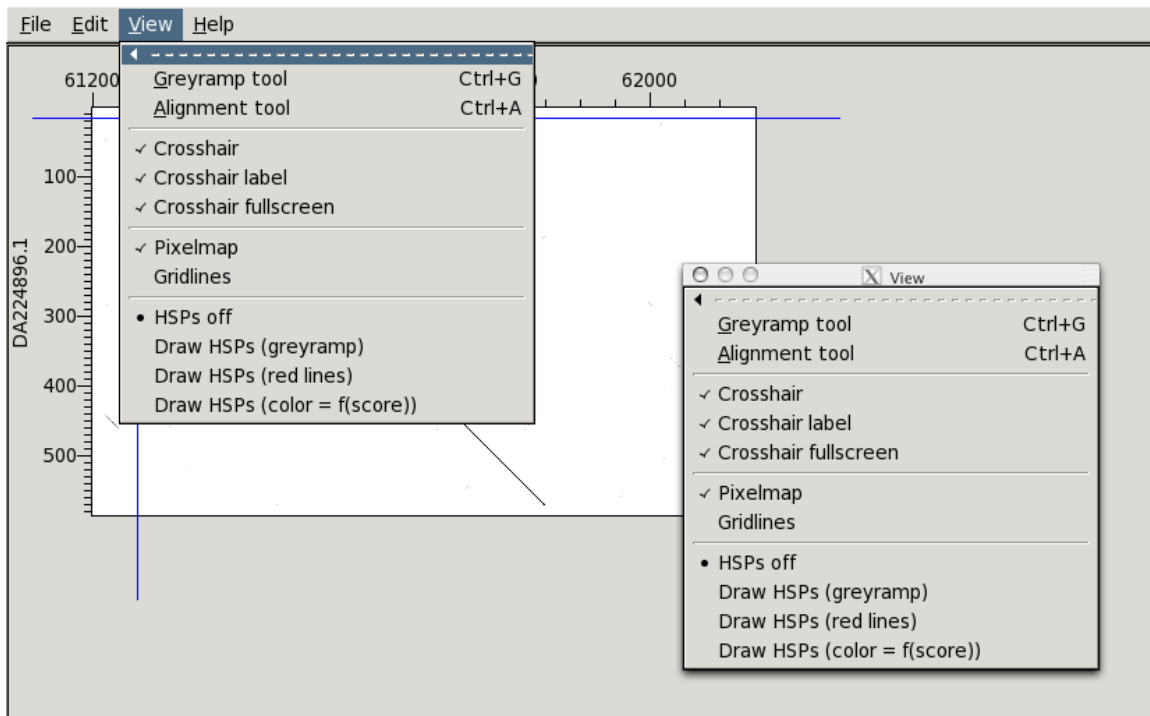 File Edit View Help
61200 0 62000
Greyramp tool Ctrl+G
Alignment tool Ctrl+A
Crosshair
Crosshair label
Crosshair fullscreen
Pixelmap
Gridlines
HSPs off
Draw HSPs (greyramp)
Draw HSPs (red lines)
Draw HSPs (color = f(score))
DA224896.1
100
200
300
400
500
View
Greyramp tool Ctrl+G
Alignment tool Ctrl+A
Crosshair
Crosshair label
Crosshair fullscreen
Pixelmap
Gridlines
HSPs off
Draw HSPs (greyramp)
Draw HSPs (red lines)
Draw HSPs (color = f(score))